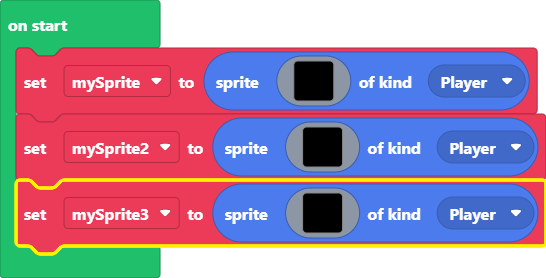 on start
set mySprite to sprite of kind Player
set mySprite2 to sprite of kind Player
set mySprite3 to sprite of kind Player